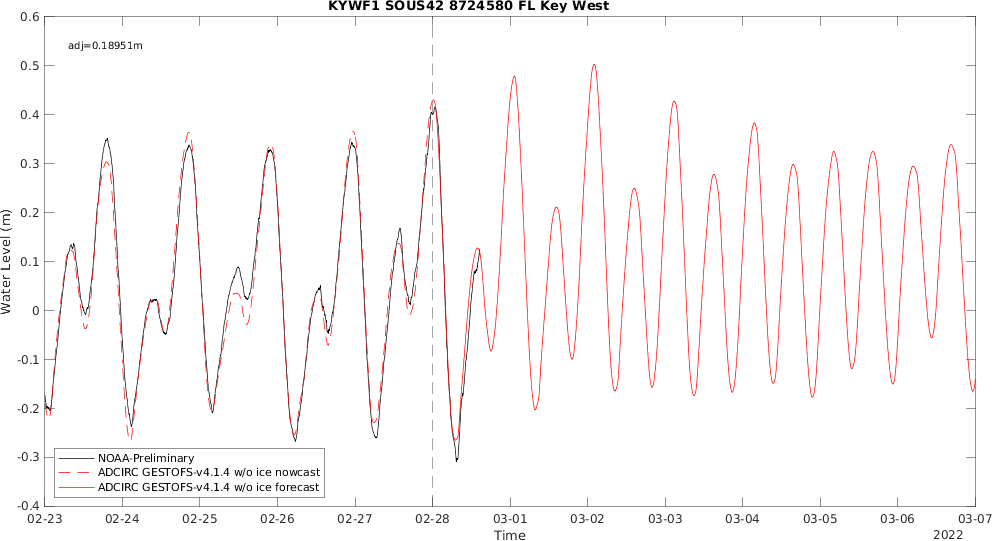 KYWF1 SOUS42 8724580 FL Key West
adj=0.18951m
0.6
0.5
0.4
0.3
0.2
0.1
0
-0.1
-0.2
-0.3
-0.4
Water Level (m)
NOAA-Preliminary
ADCIRC GESTOFS-v4.1.4 w/o ice nowcast
ADCIRC GESTOFS-v4.1.4 w/o ice forecast
02-23 02-24 02-25 02-26 02-27 02-28 03-01 03-02 03-03 03-04 03-05 03-06 03-07
Time
2022